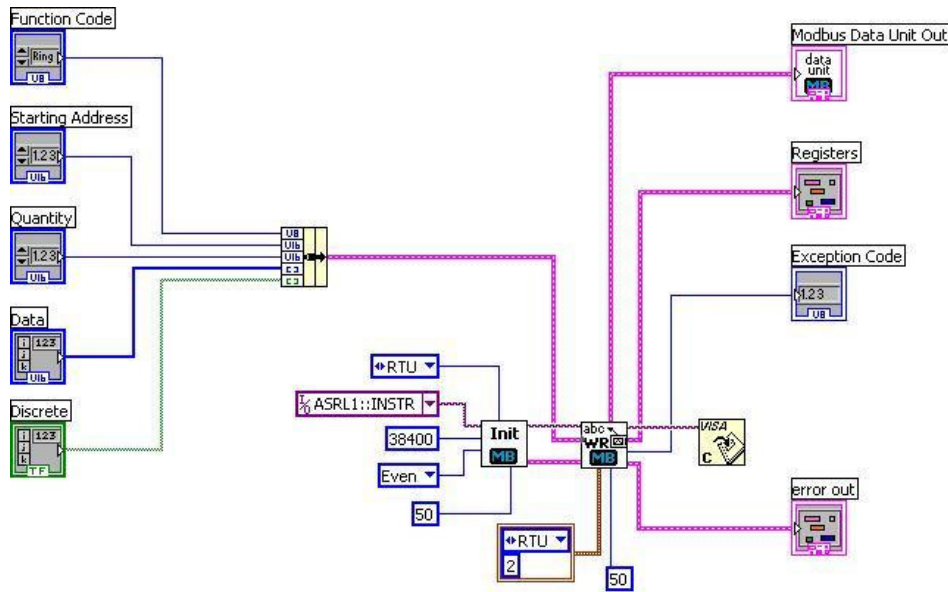 Function Code
Ring
U8
Starting Address
1.23
U16
Quantity
1.23
U16
Data
i
j
k
123
U16
Discrete
i
j
k
123
TF
U8
U16
U16
[ ]
[ ]
RTU
I/O ASRL1::INSTR
38400
Even
50
Init
MB
abc
WR
MB
RTU
2
50
VISA
C
Modbus Data Unit Out
data
unit
MB
Registers
Exception Code
1.23
U8
error out